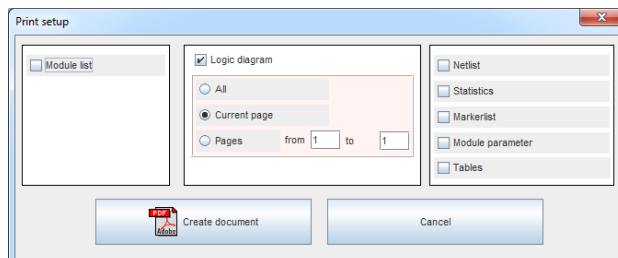 Print setup
Module list
Logic diagram
All
Current page
Pages from 1 to 1
Netlist
Statistics
Markerlist
Module parameter
Tables
PDF
Adobe
Create document
Cancel